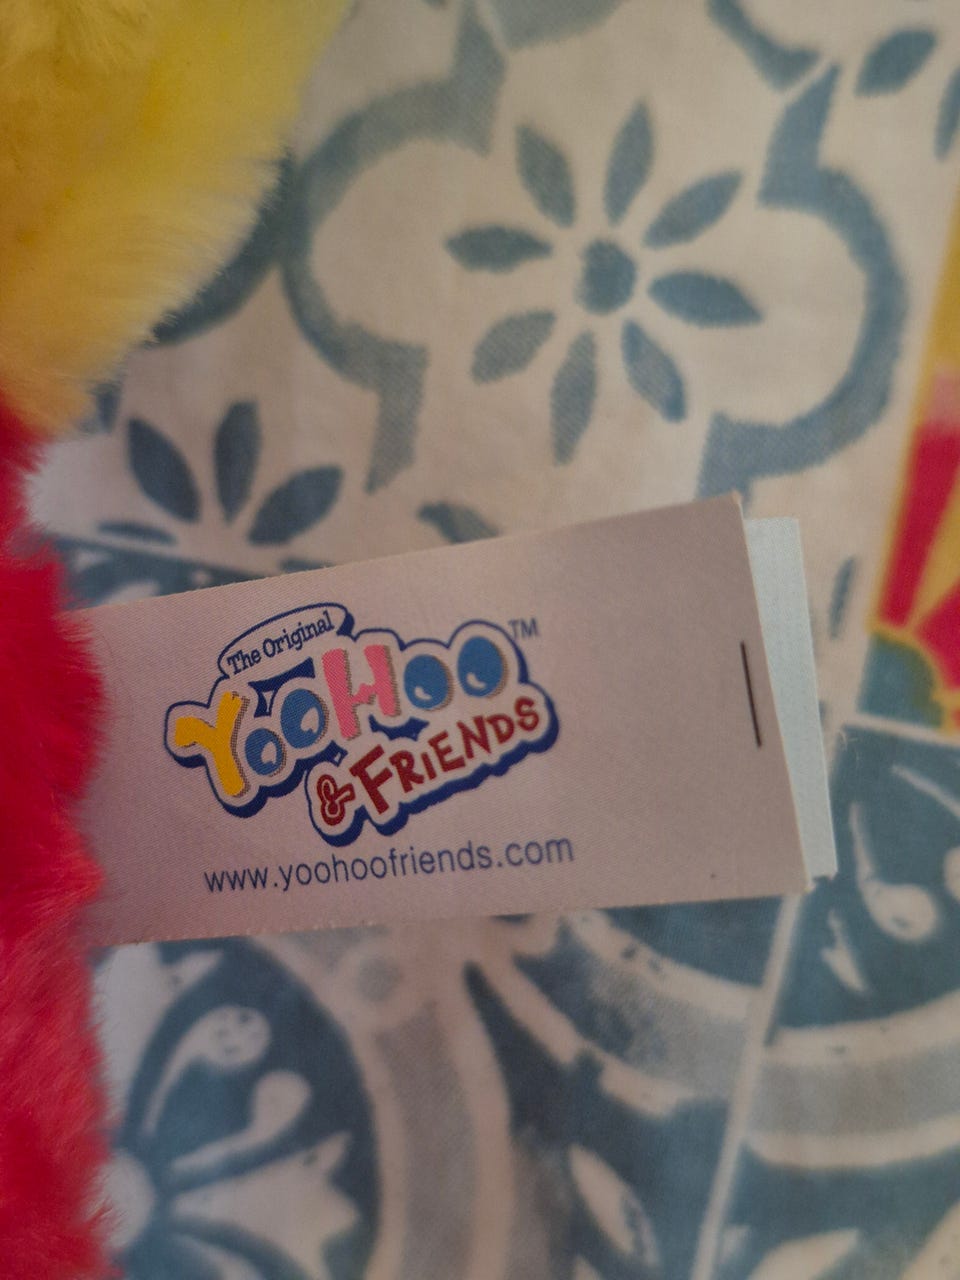 The Original
YooHoo™
& FRiENDS
www.yoohoofriends.com